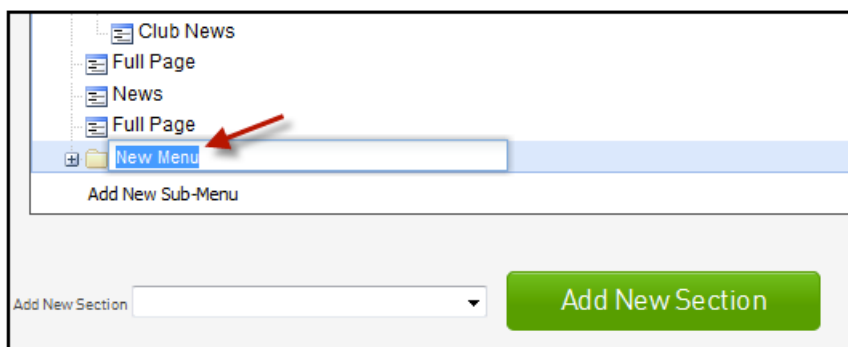 Club News
Full Page
News
Full Page
New Menu
Add New Sub-Menu
Add New Section
Add New Section